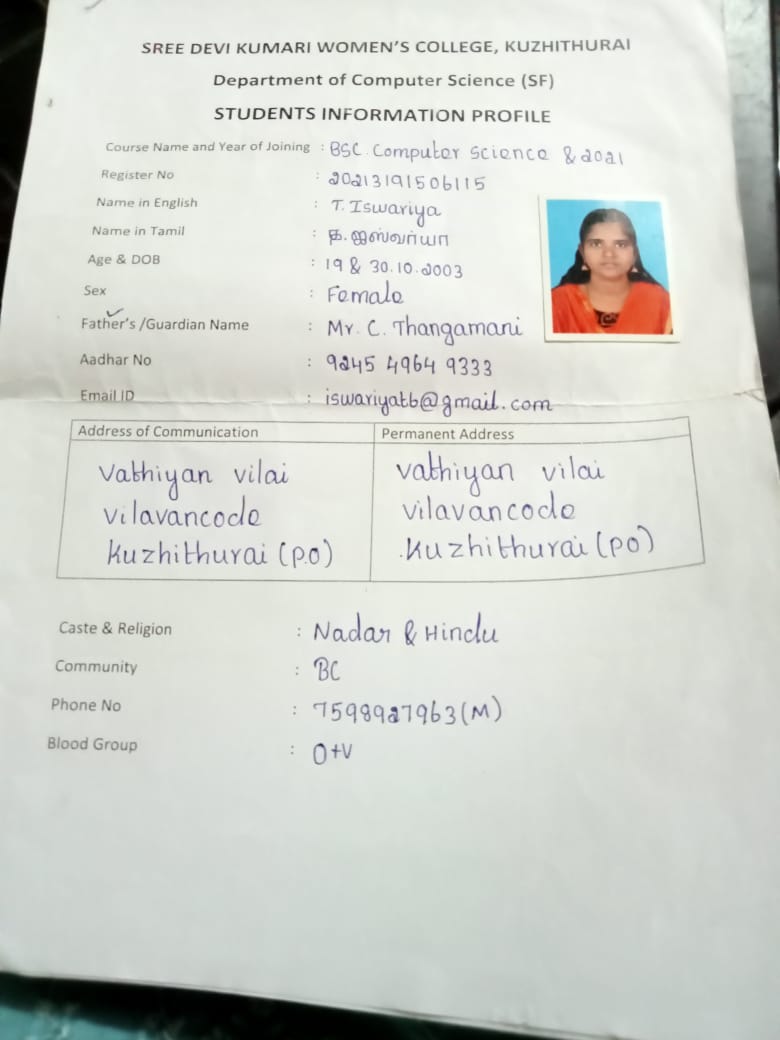 SREE DEVI KUMARI WOMEN'S COLLEGE, KUZHITHURAI
Department of Computer Science (SF)
STUDENTS INFORMATION PROFILE
Course Name and Year of Joining : BSC Computer Science & 2021
Register No : 20213191506115
Name in English : T. Iswariya
Name in Tamil : த.ஐஸ்வர்யா
Age & DOB : 19 & 30.10.2003
Sex : Female
Father's /Guardian Name : Mr. C. Thangamani
Aadhar No : 9245 4964 9333
Email ID : iswariyatb@gmail.com
Address of Communication Permanent Address
Vathiyan vilai vathiyan vilai
vilavancode vilavancode
Kuzhithurai (P.O) Kuzhithurai (PO)
Caste & Religion : Nadar & Hindu
Community : BC
Phone No : 7598927963 (M)
Blood Group : O+V